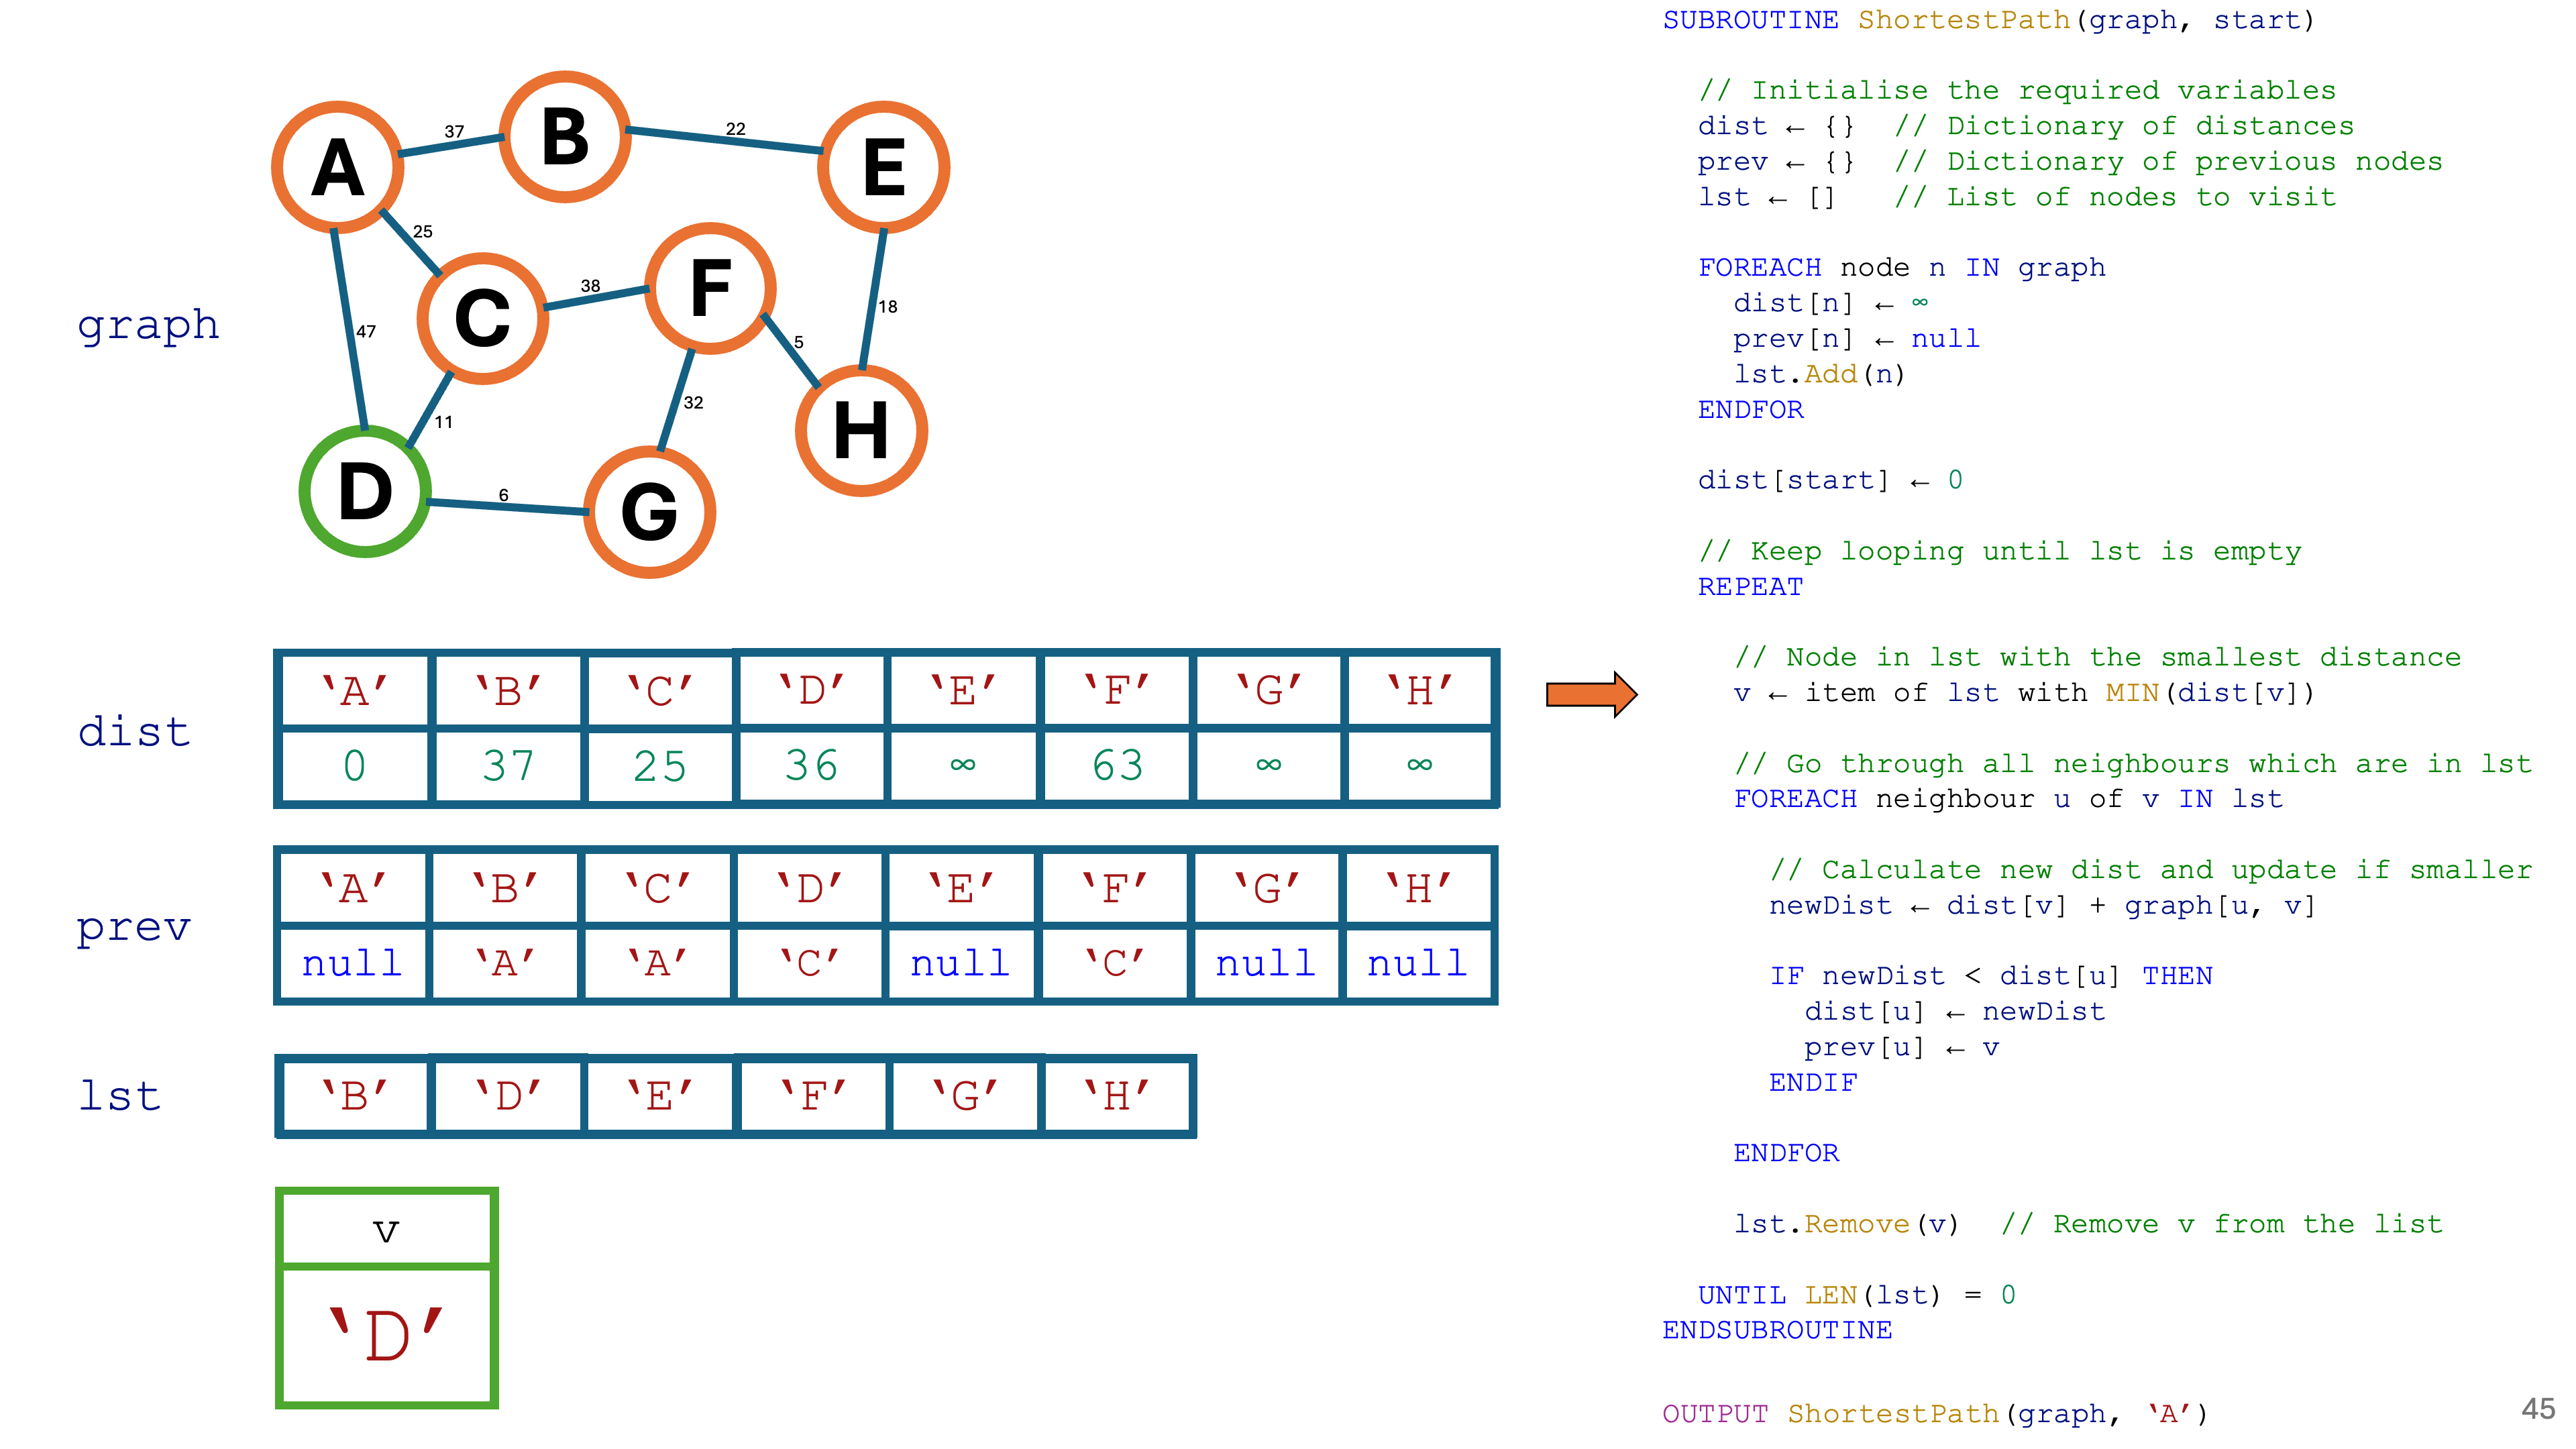 graph
A
B
E
C
F
H
D
G
37
22
25
38
5
18
47
11
32
6
dist
‘A’ ‘B’ ‘C’ ‘D’ ‘E’ ‘F’ ‘G’ ‘H’
0 37 25 36 ∞ 63 ∞ ∞
prev
‘A’ ‘B’ ‘C’ ‘D’ ‘E’ ‘F’ ‘G’ ‘H’
null ‘A’ ‘A’ ‘C’ null ‘C’ null null
lst
‘B’ ‘D’ ‘E’ ‘F’ ‘G’ ‘H’
v
‘D’
SUBROUTINE ShortestPath(graph, start)
// Initialise the required variables
dist ← {} // Dictionary of distances
prev ← {} // Dictionary of previous nodes
lst ← [] // List of nodes to visit
FOREACH node n IN graph
dist[n] ← ∞
prev[n] ← null
lst.Add(n)
ENDFOR
dist[start] ← 0
// Keep looping until lst is empty
REPEAT
// Node in lst with the smallest distance
v ← item of lst with MIN(dist[v])
// Go through all neighbours which are in lst
FOREACH neighbour u of v IN lst
// Calculate new dist and update if smaller
newDist ← dist[v] + graph[u, v]
IF newDist < dist[u] THEN
dist[u] ← newDist
prev[u] ← v
ENDIF
ENDFOR
lst.Remove(v) // Remove v from the list
UNTIL LEN(lst) = 0
ENDSUBROUTINE
OUTPUT ShortestPath(graph, ‘A’)
45